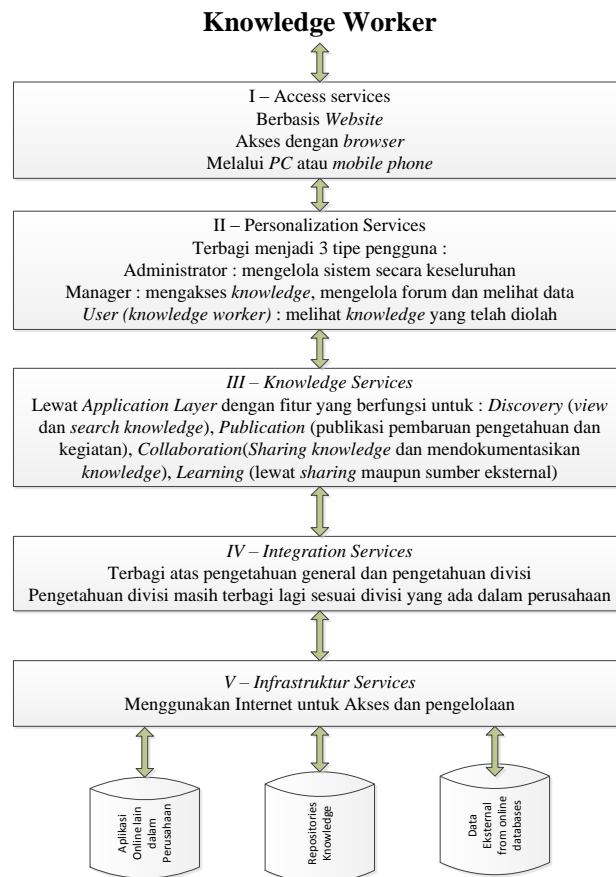 Knowledge Worker
I – Access services
Berbasis Website
Akses dengan browser
Melalui PC atau mobile phone
II – Personalization Services
Terbagi menjadi 3 tipe pengguna :
Administrator : mengelola sistem secara keseluruhan
Manager : mengakses knowledge, mengelola forum dan melihat data
User (knowledge worker) : melihat knowledge yang telah diolah
III – Knowledge Services
Lewat Application Layer dengan fitur yang berfungsi untuk : Discovery (view
dan search knowledge), Publication (publikasi pembaruan pengetahuan dan
kegiatan), Collaboration(Sharing knowledge dan mendokumentasikan
knowledge), Learning (lewat sharing maupun sumber eksternal)
IV – Integration Services
Terbagi atas pengetahuan general dan pengetahuan divisi
Pengetahuan divisi masih terbagi lagi sesuai divisi yang ada dalam perusahaan
V – Infrastruktur Services
Menggunakan Internet untuk Akses dan pengelolaan
Aplikasi
Online lain
dalam
Perusahaan
Repositories
Knowledge
Data
Eksternal
from online
databases